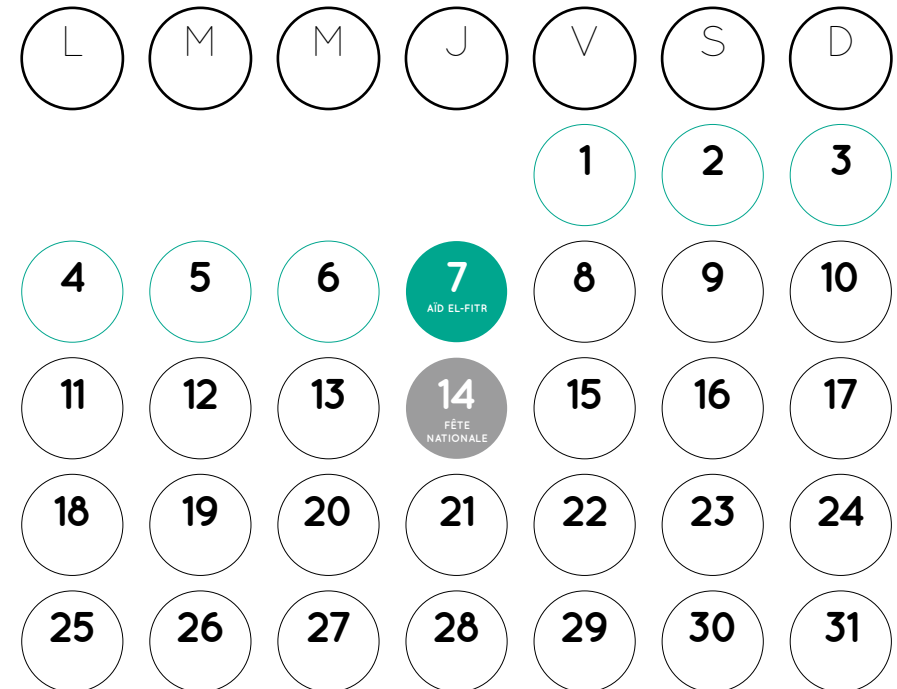 L M M J V S D
1 2 3
4 5 6 7 8 9 10
AÏD EL-FITR
11 12 13 14 15 16 17
FÊTE
NATIONALE
18 19 20 21 22 23 24
25 26 27 28 29 30 31